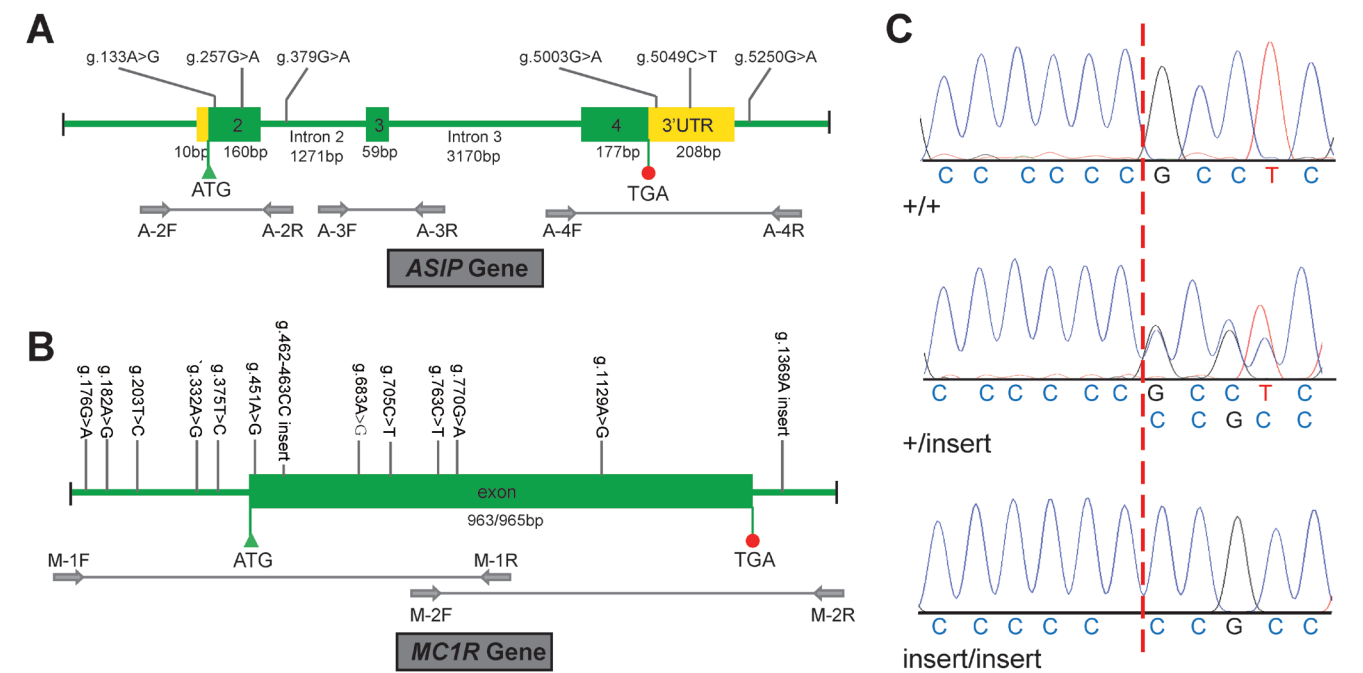 A
g.133A>G g.257G>A g.379G>A g.5003G>A g.5049C>T g.5250G>A
2 3 4 3'UTR
10bp 160bp Intron 2 1271bp 59bp Intron 3 3170bp 177bp 208bp
ATG TGA
A-2F A-2R A-3F A-3R A-4F A-4R
ASIP Gene
B
g.176G>A g.182A>G g.203T>C g.332A>G g.375T>C g.451A>G g.462-463CC insert g.683A>G g.705C>T g.763C>T g.770G>A g.1129A>G g.1369A insert
exon
963/965bp
ATG TGA
M-1F M-1R
M-2F M-2R
MC1R Gene
C
C C C C C C G C C T C
+/+
C C C C C C G C C T C
C C G C C
+/insert
C C C C C C C G C C
insert/insert